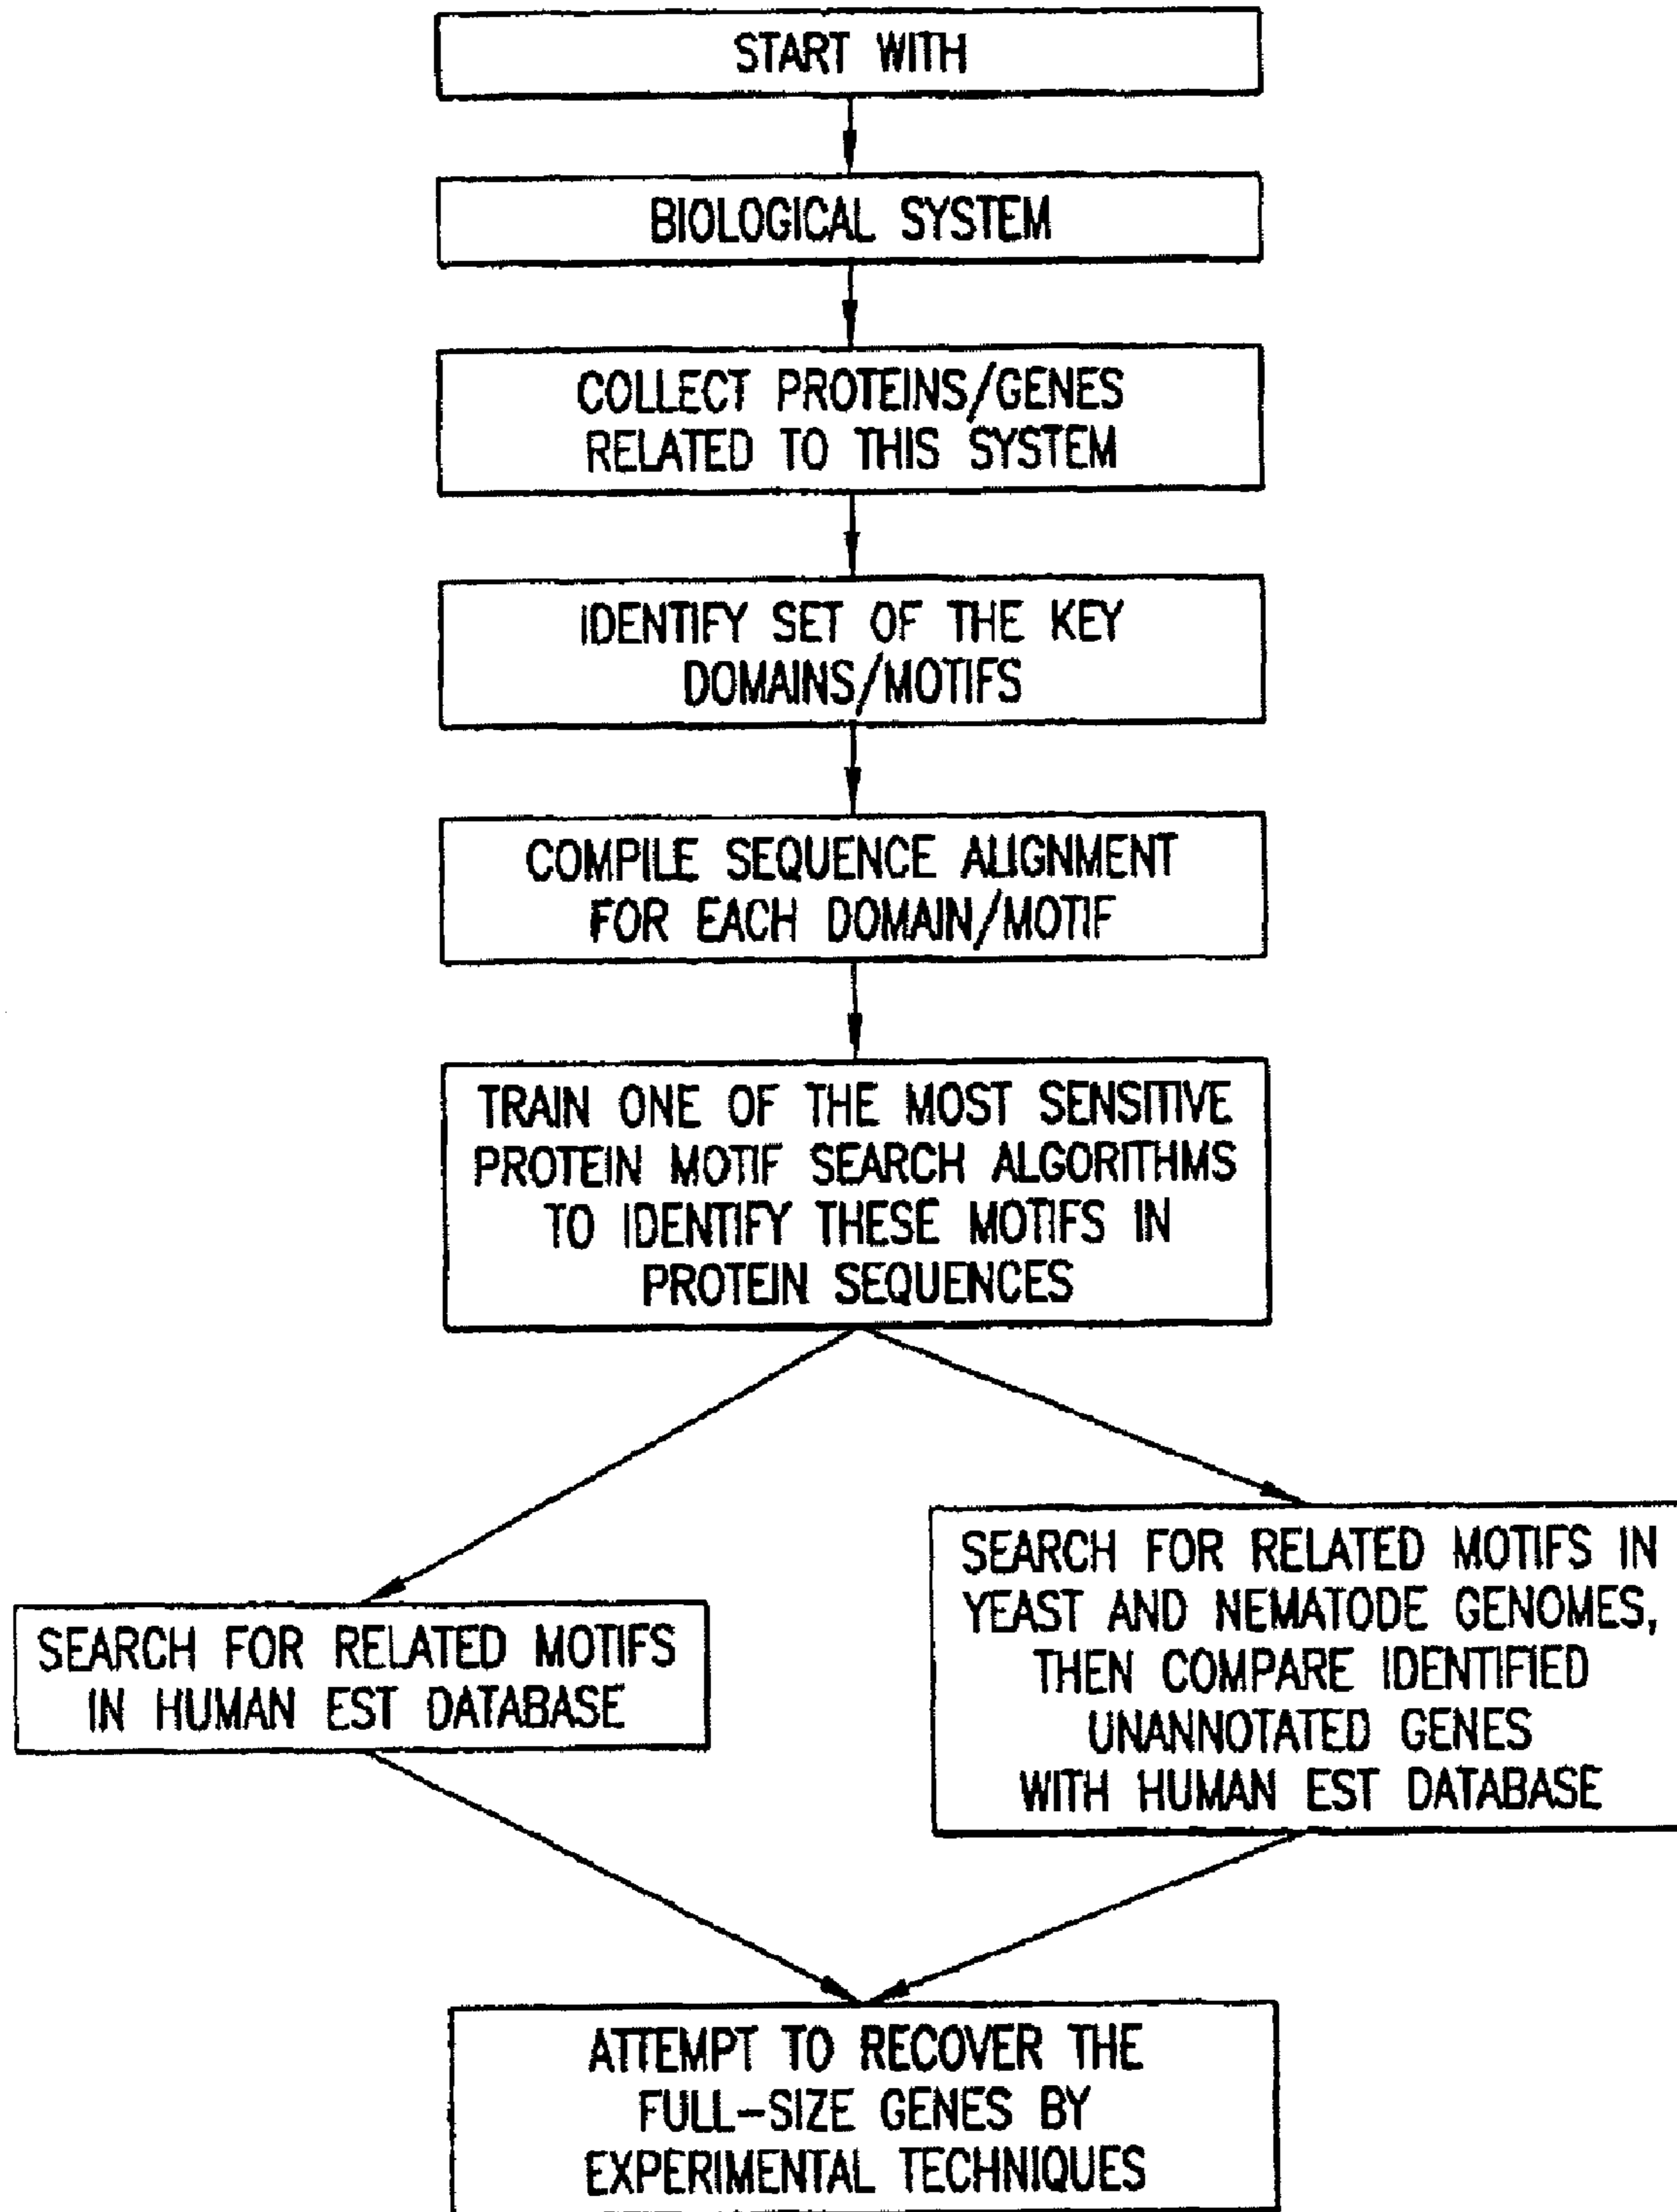 START WITH
BIOLOGICAL SYSTEM
COLLECT PROTEINS/GENES
RELATED TO THIS SYSTEM
IDENTIFY SET OF THE KEY
DOMAINS/MOTIFS
COMPILE SEQUENCE ALIGNMENT
FOR EACH DOMAIN/MOTIF
TRAIN ONE OF THE MOST SENSITIVE
PROTEIN MOTIF SEARCH ALGORITHMS
TO IDENTIFY THESE MOTIFS IN
PROTEIN SEQUENCES
SEARCH FOR RELATED MOTIFS
IN HUMAN EST DATABASE
SEARCH FOR RELATED MOTIFS IN
YEAST AND NEMATODE GENOMES,
THEN COMPARE IDENTIFIED
UNANNOTATED GENES
WITH HUMAN EST DATABASE
ATTEMPT TO RECOVER THE
FULL-SIZE GENES BY
EXPERIMENTAL TECHNIQUES